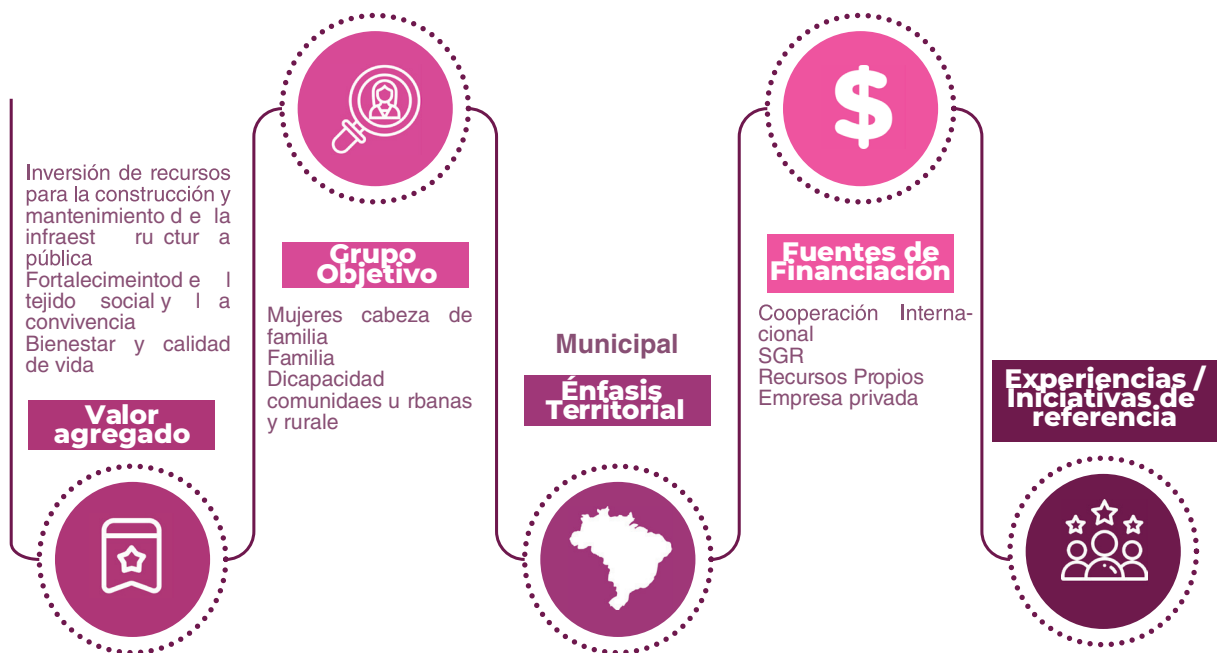 Inversión de recursos
para la construcción y
mantenimiento d e la
infraest ru ctur a
pública
Fortalecimeintod e l
tejido social y l a
convivencia
Bienestar y calidad
de vida
Valor
agregado
Grupo
Objetivo
Mujeres cabeza de
familia
Familia
Dicapacidad
comunidaes u rbanas
y rurale
Municipal
Énfasis
Territorial
$
Fuentes de
Financiación
Cooperación Interna-
cional
SGR
Recursos Propios
Empresa privada
Experiencias /
Iniciativas de
referencia